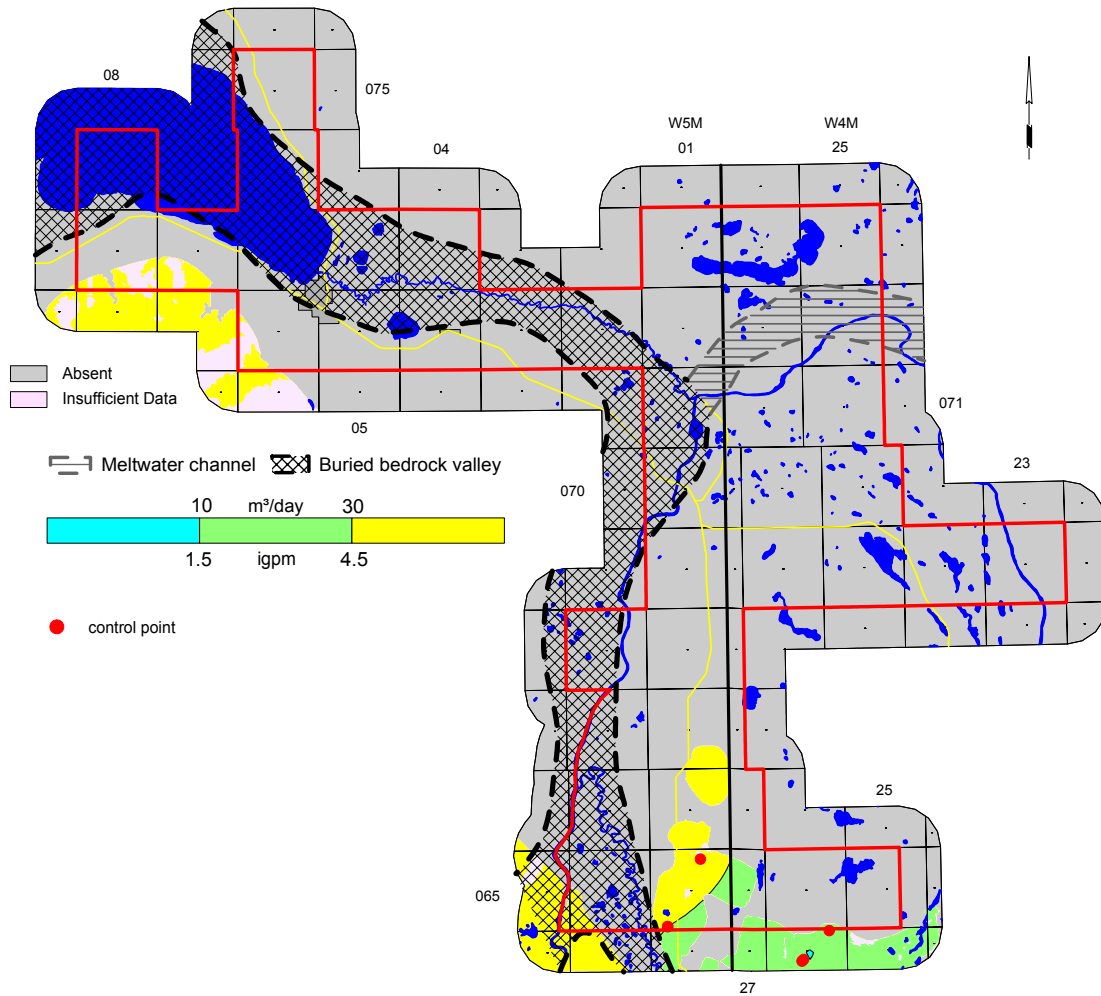 08
075
W5M
W4M
04
01
25
Absent
Insufficient Data
071
05
Meltwater channel
Buried bedrock valley
23
070
10
m³/day
30
1.5
igpm
4.5
control point
25
065
27